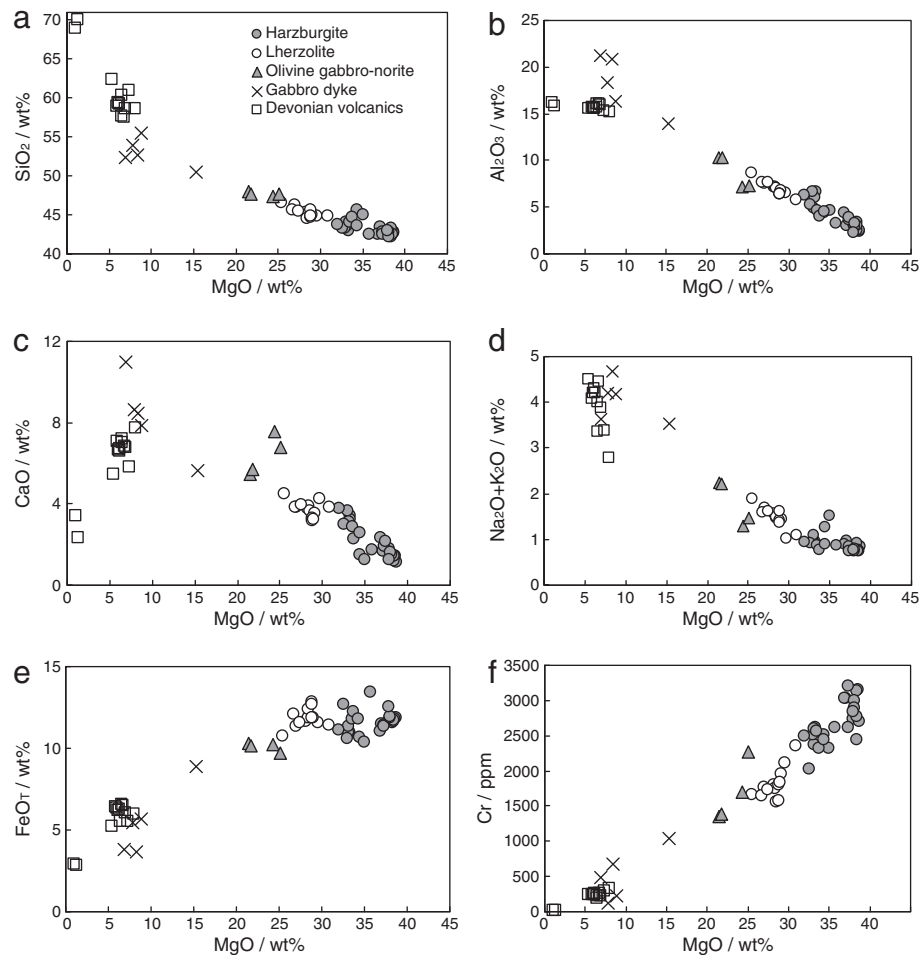 a
70
65
60
55
50
45
40
SiO2 / wt%
0 5 10 15 20 25 30 35 40 45
MgO / wt%
Harzburgite
Lherzolite
Olivine gabbro-norite
Gabbro dyke
Devonian volcanics
b
25
20
15
10
5
0
Al2O3 / wt%
0 5 10 15 20 25 30 35 40 45
MgO / wt%
c
12
8
4
0
CaO / wt%
0 5 10 15 20 25 30 35 40 45
MgO / wt%
d
5
4
3
2
1
0
Na2O+K2O / wt%
0 5 10 15 20 25 30 35 40 45
MgO / wt%
e
15
10
5
0
FeOT / wt%
0 5 10 15 20 25 30 35 40 45
MgO / wt%
f
3500
3000
2500
2000
1500
1000
500
0
Cr / ppm
0 5 10 15 20 25 30 35 40 45
MgO / wt%